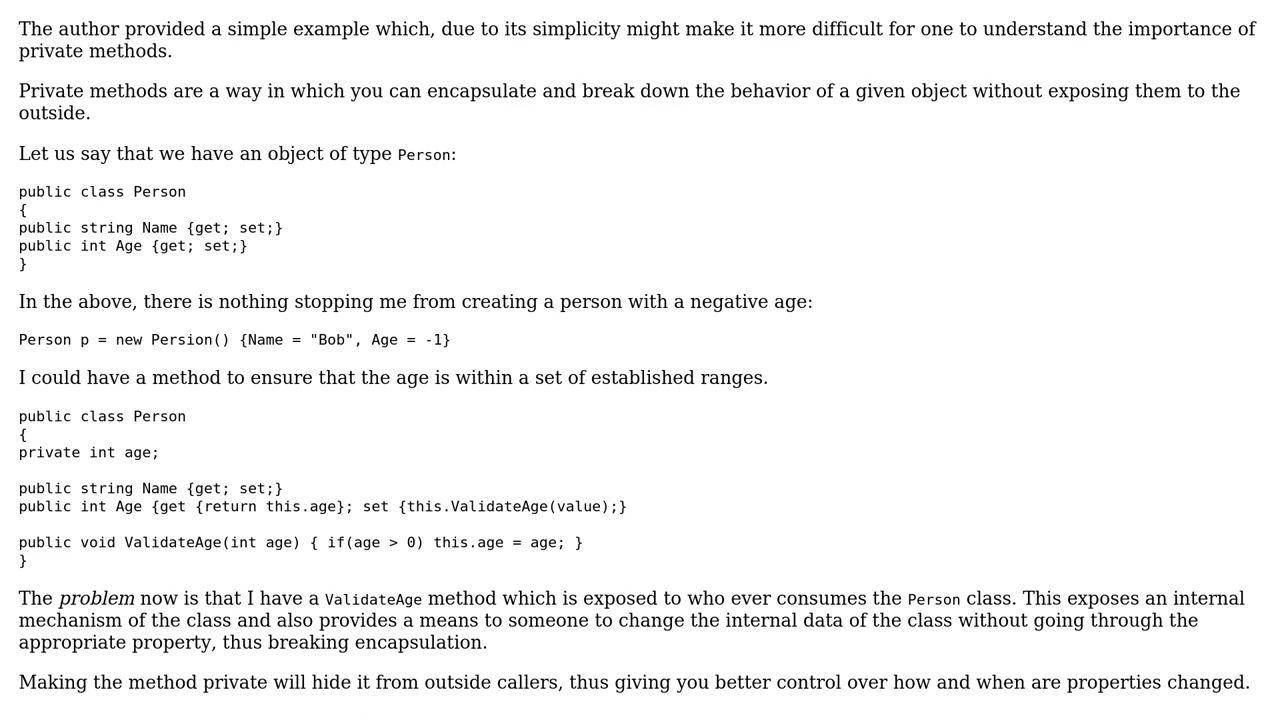 The author provided a simple example which, due to its simplicity might make it more difficult for one to understand the importance of
private methods.
Private methods are a way in which you can encapsulate and break down the behavior of a given object without exposing them to the
outside.
Let us say that we have an object of type Person:
public class Person
{
public string Name {get; set;}
public int Age {get; set;}
}
In the above, there is nothing stopping me from creating a person with a negative age:
Person p = new Persion() {Name = "Bob", Age = -1}
I could have a method to ensure that the age is within a set of established ranges.
public class Person
{
private int age;
public string Name {get; set;}
public int Age {get {return this.age}; set {this.ValidateAge(value);}
public void ValidateAge(int age) { if(age > 0) this.age = age; }
}
The problem now is that I have a ValidateAge method which is exposed to who ever consumes the Person class. This exposes an internal
mechanism of the class and also provides a means to someone to change the internal data of the class without going through the
appropriate property, thus breaking encapsulation.
Making the method private will hide it from outside callers, thus giving you better control over how and when are properties changed.